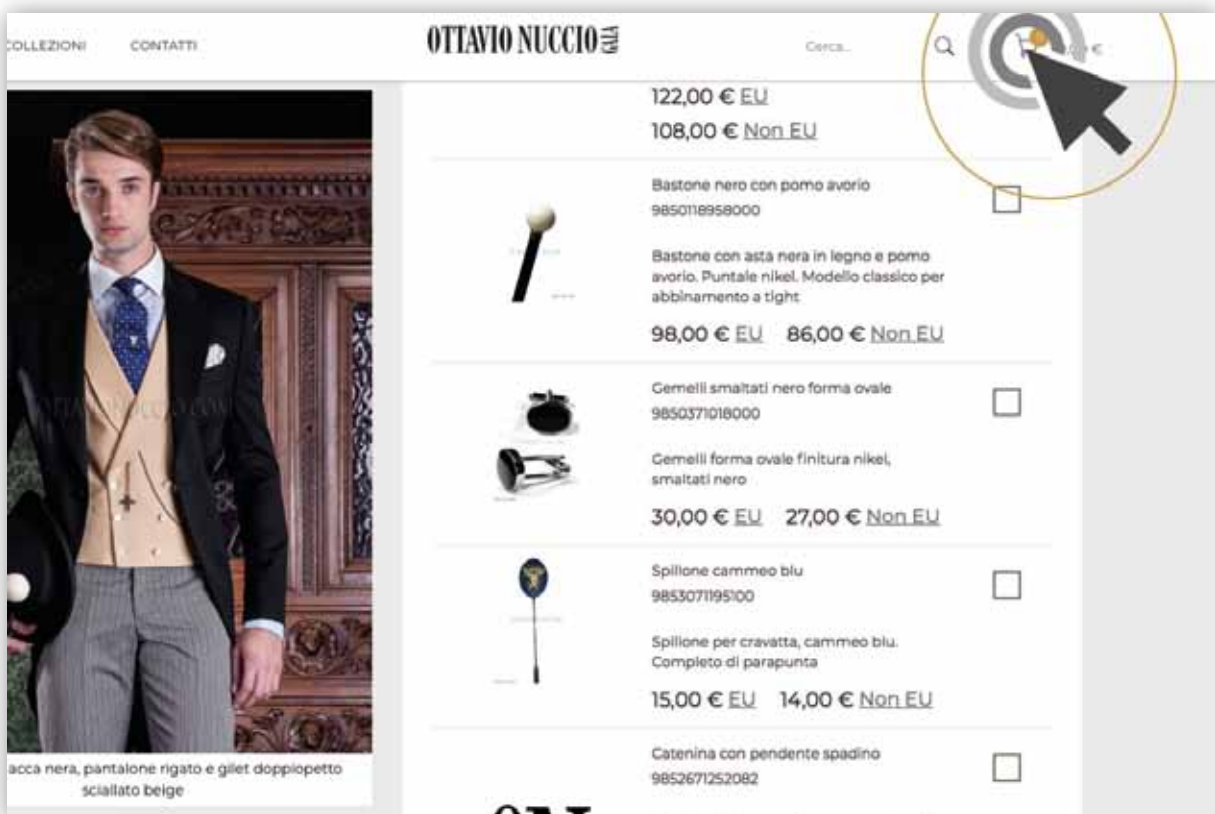 COLLEZIONI
CONTATTI
OTTAVIO NUCCIO GALA
Cerca...
€
122,00 € EU
108,00 € Non EU
Bastone nero con pomo avorio
9850118958000
Bastone con asta nera in legno e pomo
avorio. Puntale nikel. Modello classico per
abbinamento a tight
98,00 € EU 86,00 € Non EU
Gemelli smaltati nero forma ovale
9850371018000
Gemelli forma ovale finitura nikel,
smaltati nero
30,00 € EU 27,00 € Non EU
Spillone cammeo blu
9853071195100
Spillone per cravatta, cammeo blu.
Completo di parapunta
15,00 € EU 14,00 € Non EU
Catenina con pendente spadino
9852671252082
OTTAVIO NUCCIO.COM
acca nera, pantalone rigato e gilet doppiopetto
sciallato beige